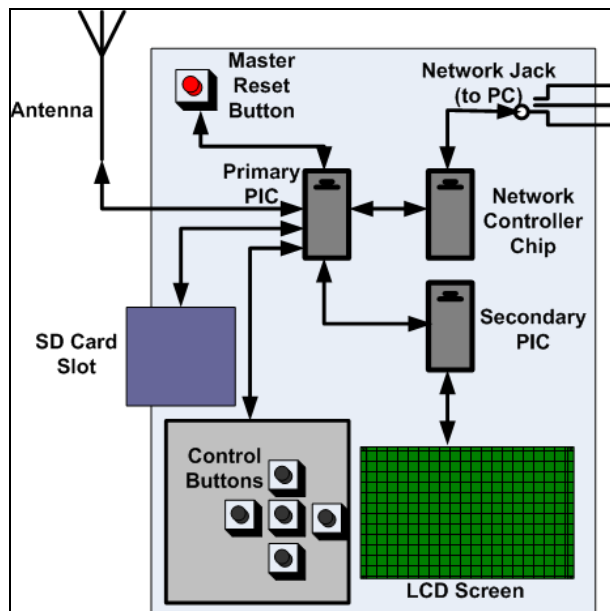 Antenna
Master
Reset
Button
Network Jack
(to PC)
Primary
PIC
Network
Controller
Chip
Secondary
PIC
SD Card
Slot
Control
Buttons
LCD Screen